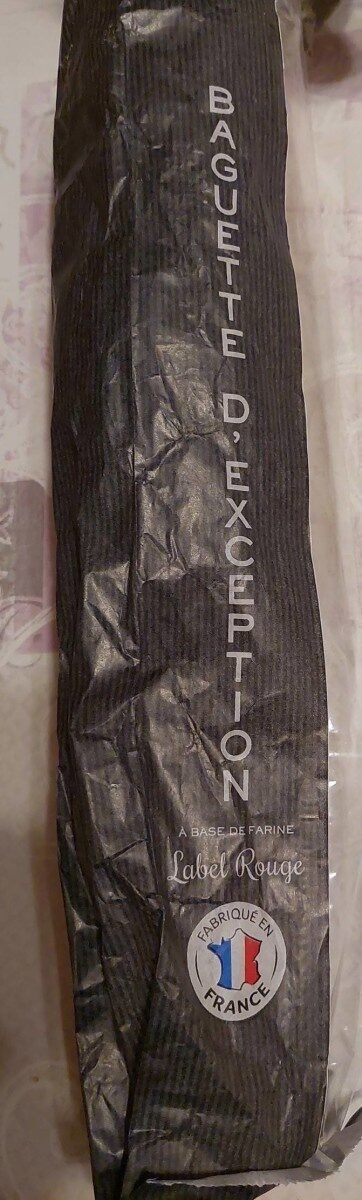 BAGUETTE D'EXCEPTION
À BASE DE FARINE
Label Rouge
FABRIQUÉ EN
FRANCE